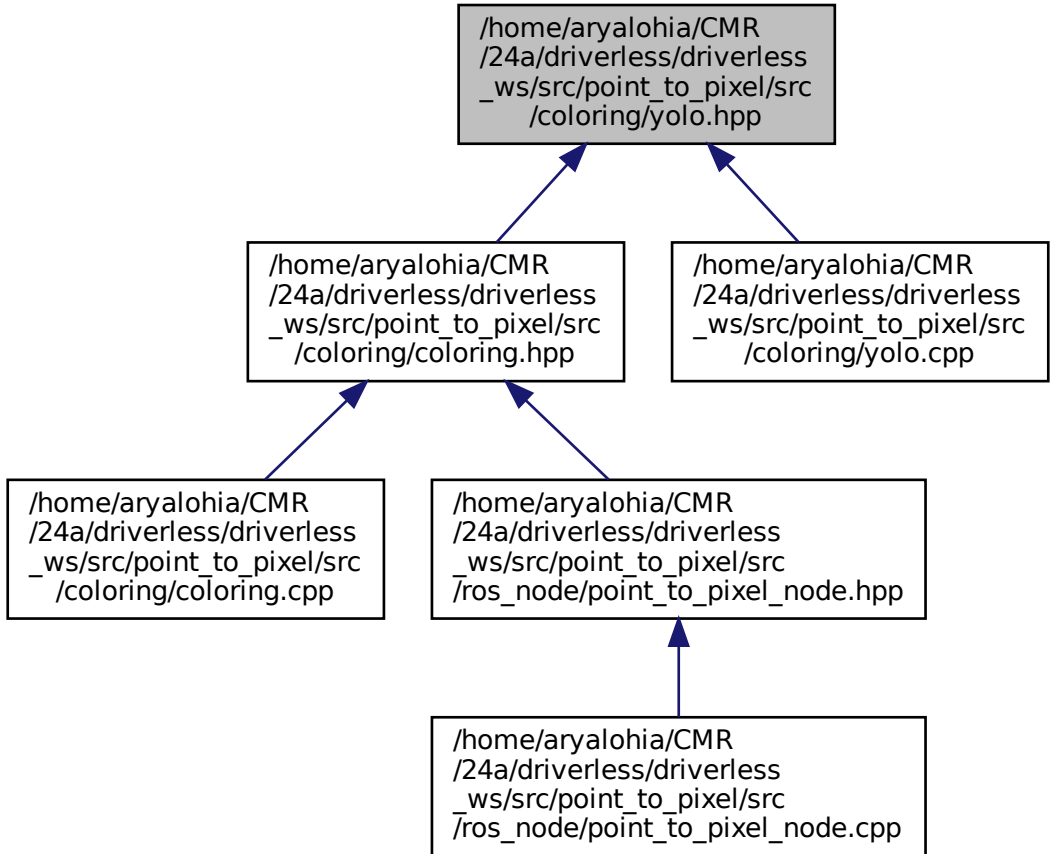 /home/aryalohia/CMR
/24a/driverless/driverless
_ws/src/point_to_pixel/src
/coloring/yolo.hpp
/home/aryalohia/CMR
/24a/driverless/driverless
_ws/src/point_to_pixel/src
/coloring/coloring.hpp
/home/aryalohia/CMR
/24a/driverless/driverless
_ws/src/point_to_pixel/src
/coloring/yolo.cpp
/home/aryalohia/CMR
/24a/driverless/driverless
_ws/src/point_to_pixel/src
/coloring/coloring.cpp
/home/aryalohia/CMR
/24a/driverless/driverless
_ws/src/point_to_pixel/src
/ros_node/point_to_pixel_node.hpp
/home/aryalohia/CMR
/24a/driverless/driverless
_ws/src/point_to_pixel/src
/ros_node/point_to_pixel_node.cpp